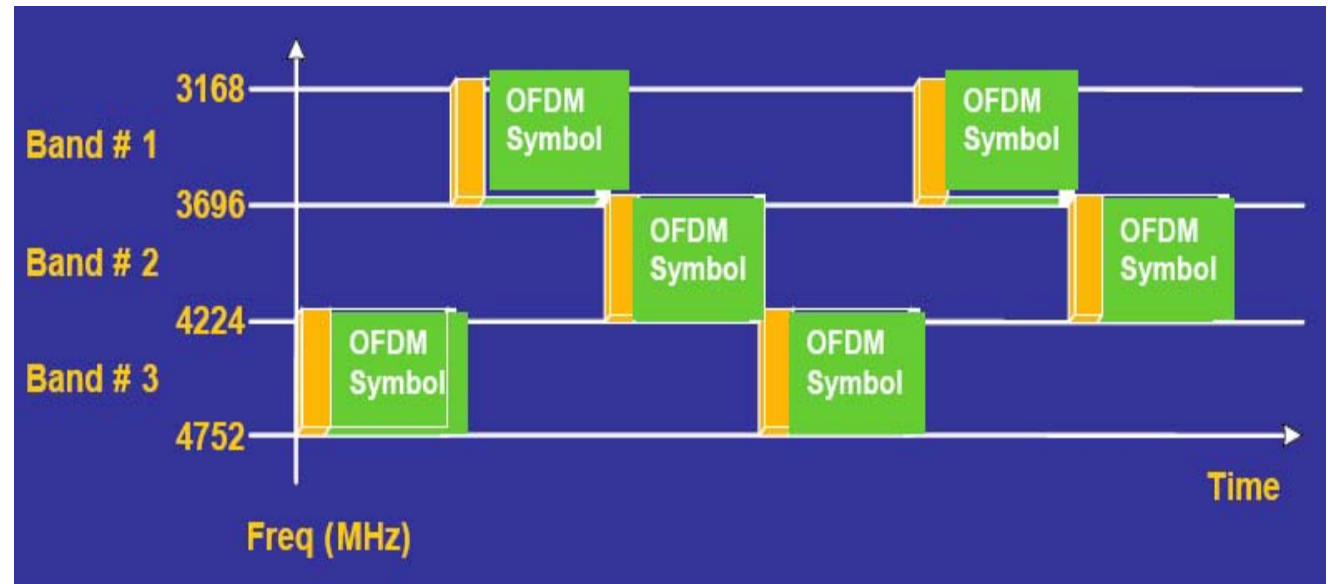 3168
OFDM
Symbol
OFDM
Symbol
Band # 1
3696
OFDM
Symbol
OFDM
Symbol
Band # 2
4224
OFDM
Symbol
OFDM
Symbol
Band # 3
4752
Time
Freq (MHz)